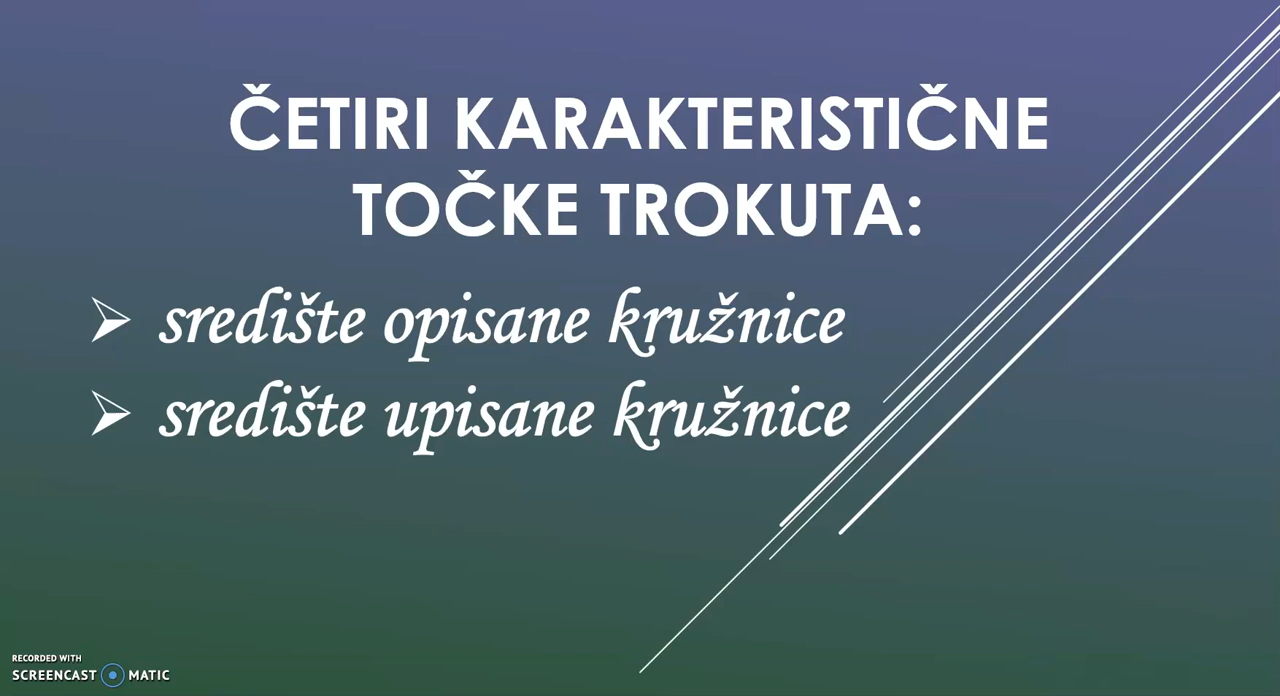 ČETIRI KARAKTERISTIČNE
TOČKE TROKUTA:
središte opisane kružnice
središte upisane kružnice
RECORDED WITH
SCREENCAST MATIC